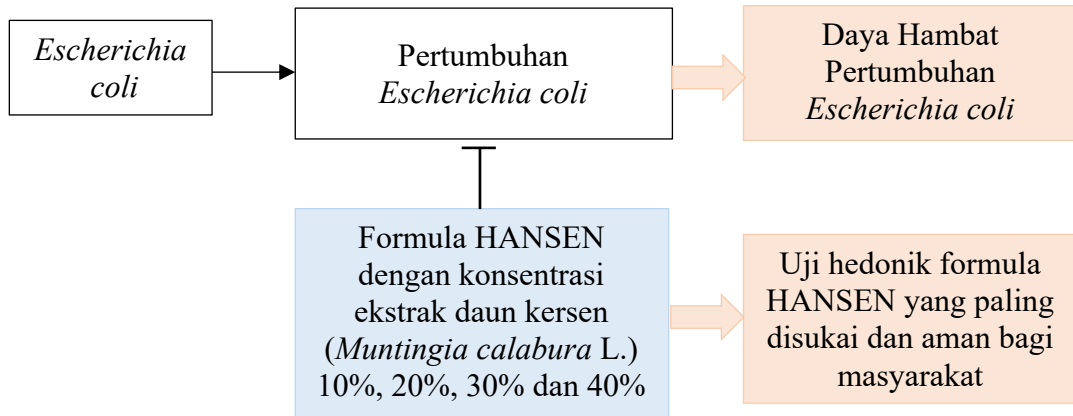 Escherichia
coli
Pertumbuhan
Escherichia coli
Daya Hambat
Pertumbuhan
Escherichia coli
Formula HANSEN
dengan konsentrasi
ekstrak daun kersen
(Muntingia calabura L.)
10%, 20%, 30% dan 40%
Uji hedonik formula
HANSEN yang paling
disukai dan aman bagi
masyarakat